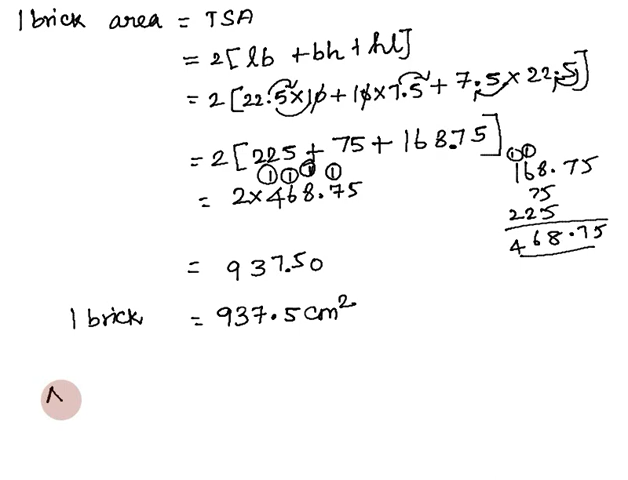 1 brick area = TSA
= 2[lb + bh + hl]
= 2[22.5×10 + 10×7.5 + 7.5×22.5]
= 2[225 + 75 + 168.75]
= 2×468.75
168.75
75
225
468.75
= 937.50
1 brick = 937.5 cm²